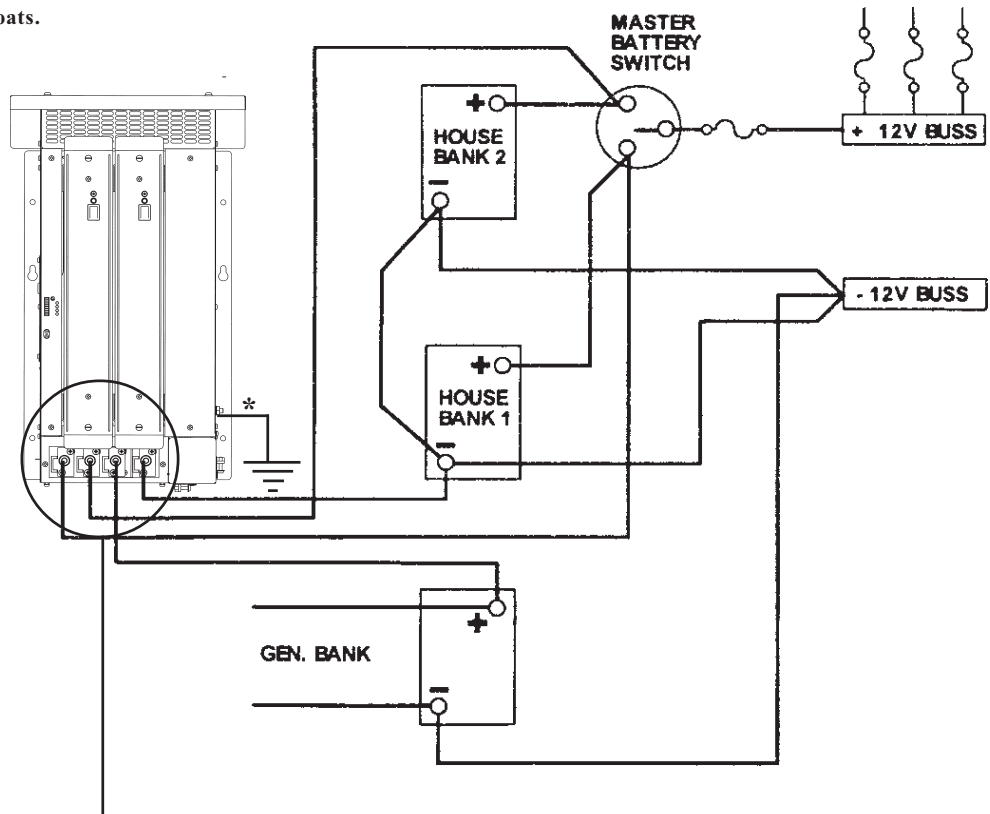 oats.
MASTER
BATTERY
SWITCH
+
HOUSE
BANK 2
–
+ 12V BUSS
- 12V BUSS
+
HOUSE
BANK 1
–
*
+
GEN. BANK
–